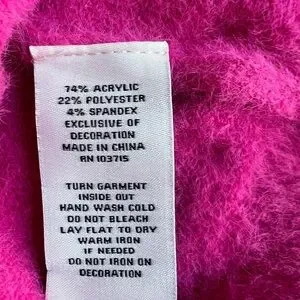 74% ACRYLIC
22% POLYESTER
4% SPANDEX
EXCLUSIVE OF
DECORATION
MADE IN CHINA
RN 103715
TURN GARMENT
INSIDE OUT
HAND WASH COLD
DO NOT BLEACH
LAY FLAT TO DRY
WARM IRON
IF NEEDED
DO NOT IRON ON
DECORATION